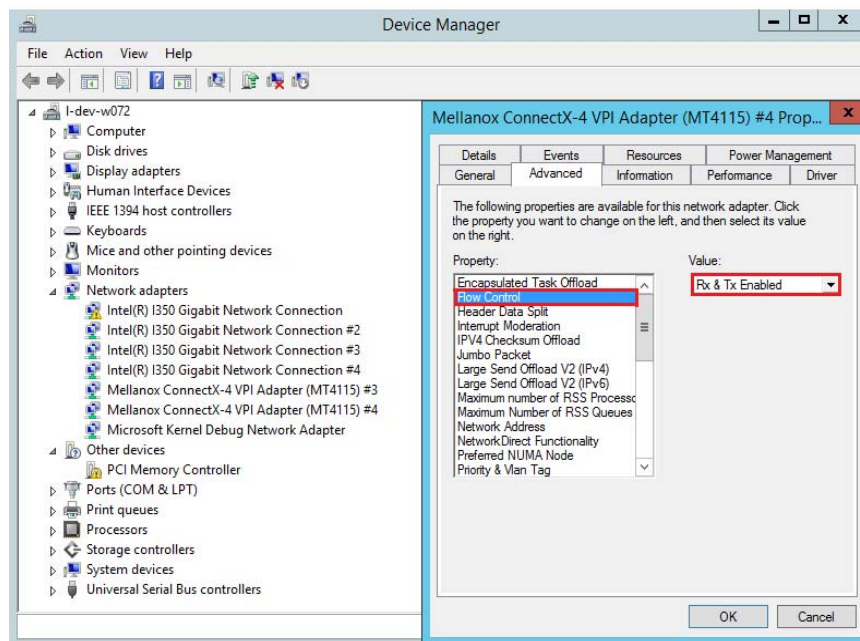 Device Manager
File Action View Help
l-dev-w072
Computer
Disk drives
Display adapters
Human Interface Devices
IEEE 1394 host controllers
Keyboards
Mice and other pointing devices
Monitors
Network adapters
Intel(R) I350 Gigabit Network Connection
Intel(R) I350 Gigabit Network Connection #2
Intel(R) I350 Gigabit Network Connection #3
Intel(R) I350 Gigabit Network Connection #4
Mellanox ConnectX-4 VPI Adapter (MT4115) #3
Mellanox ConnectX-4 VPI Adapter (MT4115) #4
Microsoft Kernel Debug Network Adapter
Other devices
PCI Memory Controller
Ports (COM & LPT)
Print queues
Processors
Storage controllers
System devices
Universal Serial Bus controllers
Mellanox ConnectX-4 VPI Adapter (MT4115) #4 Prop...
Details Events Resources Power Management
General Advanced Information Performance Driver
The following properties are available for this network adapter. Click
the property you want to change on the left, and then select its value
on the right.
Property:
Value:
Encapsulated Task Offload
Flow Control
Header Data Split
Interrupt Moderation
IPV4 Checksum Offload
Jumbo Packet
Large Send Offload V2 (IPv4)
Large Send Offload V2 (IPv6)
Maximum number of RSS Processo
Maximum Number of RSS Queues
Network Address
NetworkDirect Functionality
Preferred NUMA Node
Priority & Vlan Tag
Rx & Tx Enabled
OK Cancel